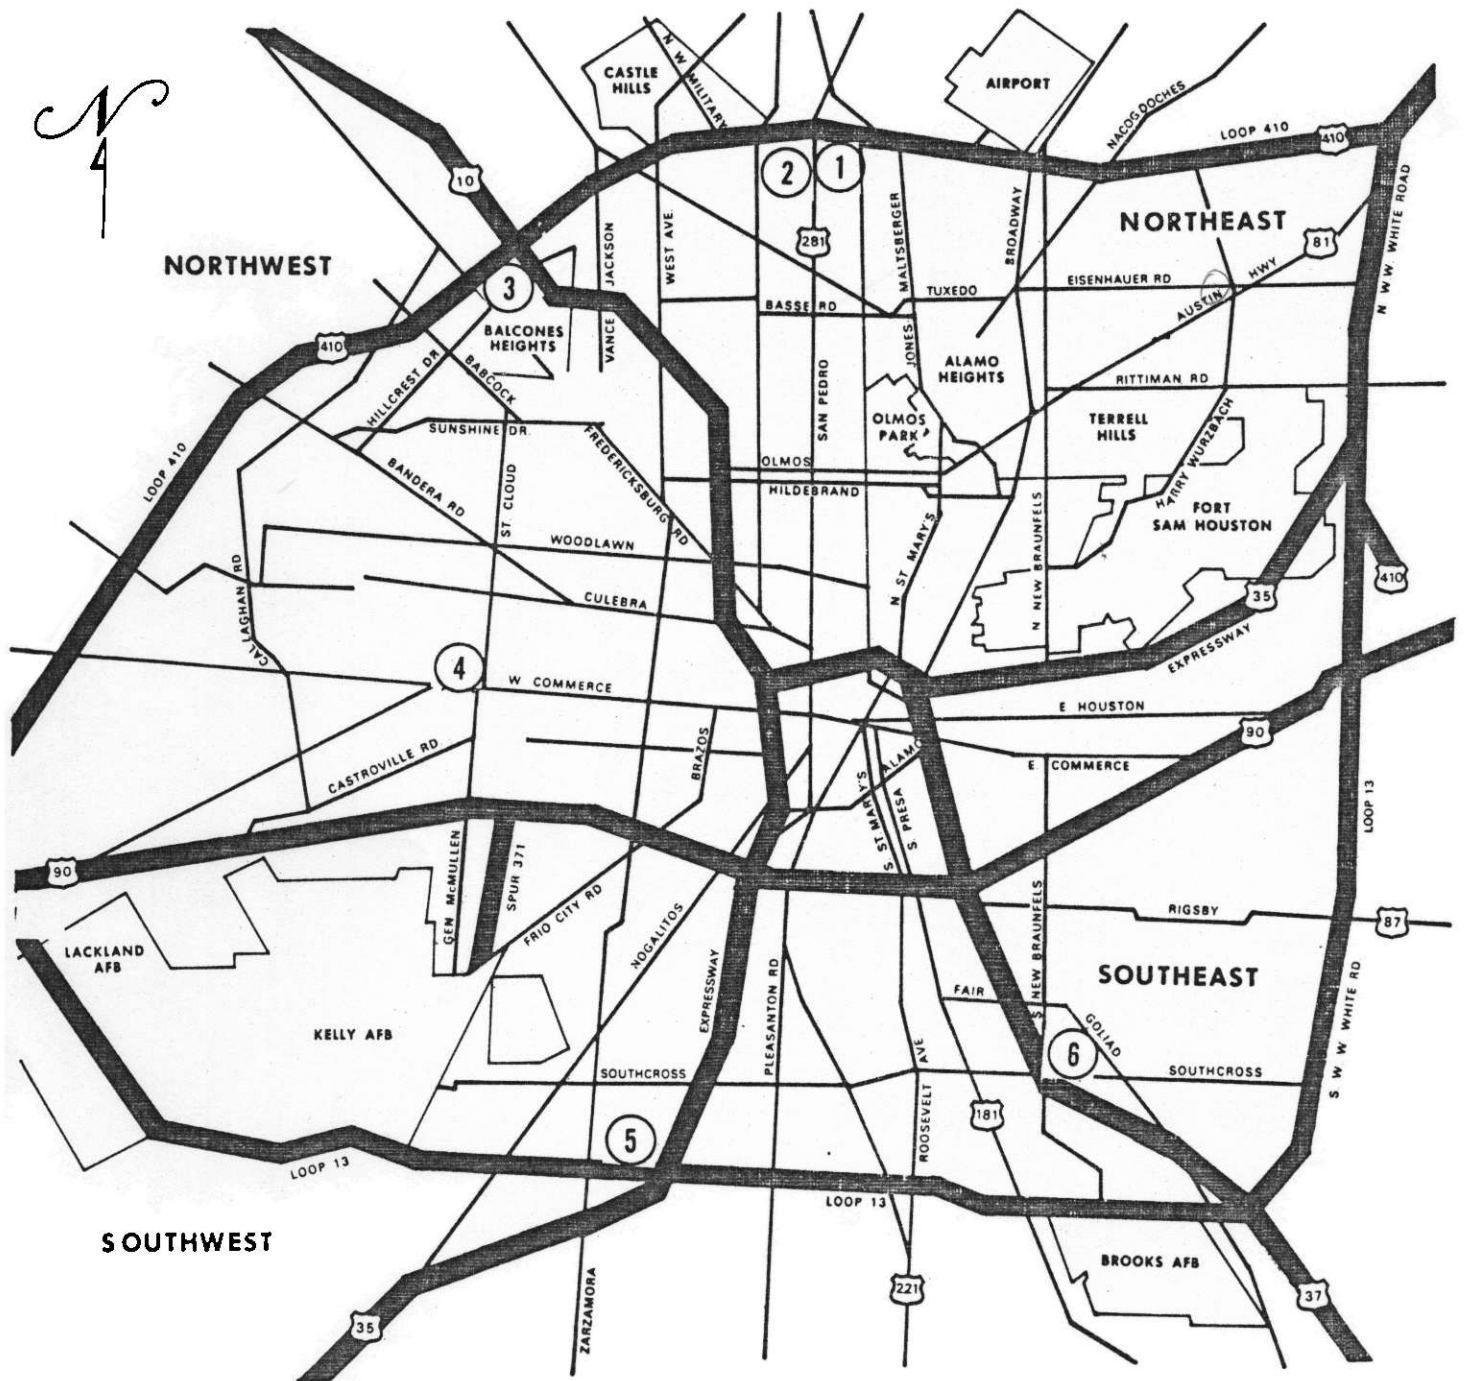 N
CASTLE
HILLS
N. W. MILITARY
AIRPORT
NACOGDOCHES
LOOP 410
410
10
2
1
NORTHEAST
N WW. WHITE ROAD
NORTHWEST
VANCE JACKSON
WEST AVE.
281
MALTSBERGER
BROADWAY
81
3
TUXEDO
EISENHAUER RD
AUSTIN HWY
BASSE RD
410
BALCONES
HEIGHTS
JONES
ALAMO
HEIGHTS
HILLCREST DR
BABCOCK
SAN PEDRO
RITTIMAN RD
SUNSHINE DR.
OLMOS
PARK
TERRELL
HILLS
HARRY WURZBACH
LOOP 410
BANDERA RD
ST. CLOUD
FREDERICKSBURG RD
OLMOS
HILDEBRAND
FORT
SAM HOUSTON
WOODLAWN
N ST MARY'S
N NEW BRAUNFELS
410
CALLAGHAN RD
CULEBRA
35
EXPRESSWAY
4
W COMMERCE
E HOUSTON
90
CASTROVILLE RD
BRAZOS
ALAMO
E COMMERCE
S ST MARY'S
S. PRESA
LOOP 13
90
GEN McMULLEN
SPUR 371
FRIO CITY RD
NOGALITOS
S NEW BRAUNFELS
RIGSBY
87
LACKLAND
AFB
EXPRESSWAY
PLEASANTON RD
FAIR
SOUTHEAST
S W W WHITE RD
KELLY AFB
GOLIAD
6
SOUTHCROSS
ROOSEVELT AVE
SOUTHCROSS
181
5
LOOP 13
LOOP 13
SOUTHWEST
BROOKS AFB
ZARZAMORA
221
37
35